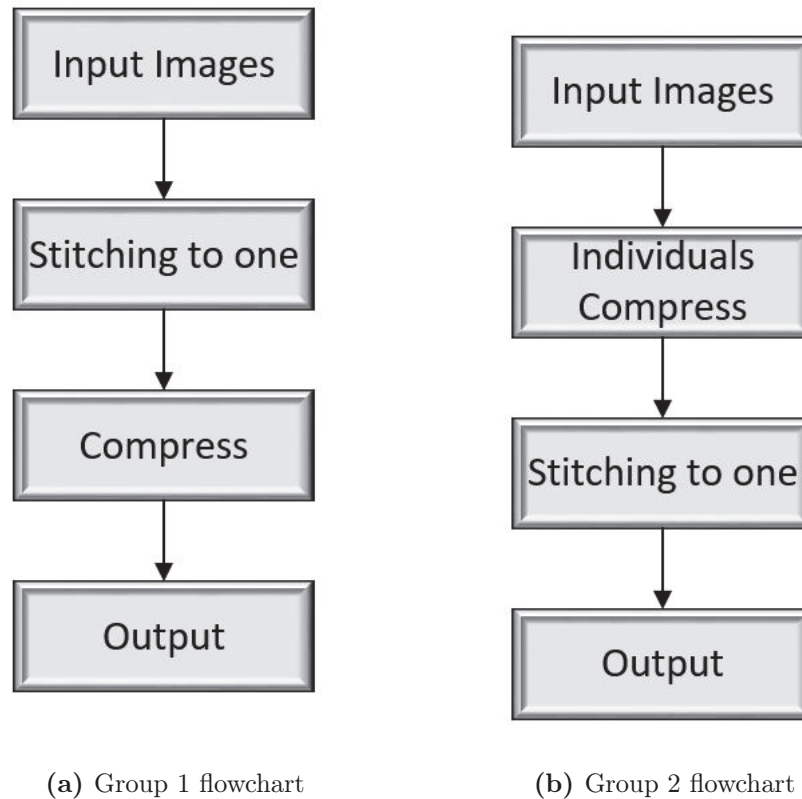 Input Images
Stitching to one
Compress
Output
(a) Group 1 flowchart
Input Images
Individuals
Compress
Stitching to one
Output
(b) Group 2 flowchart